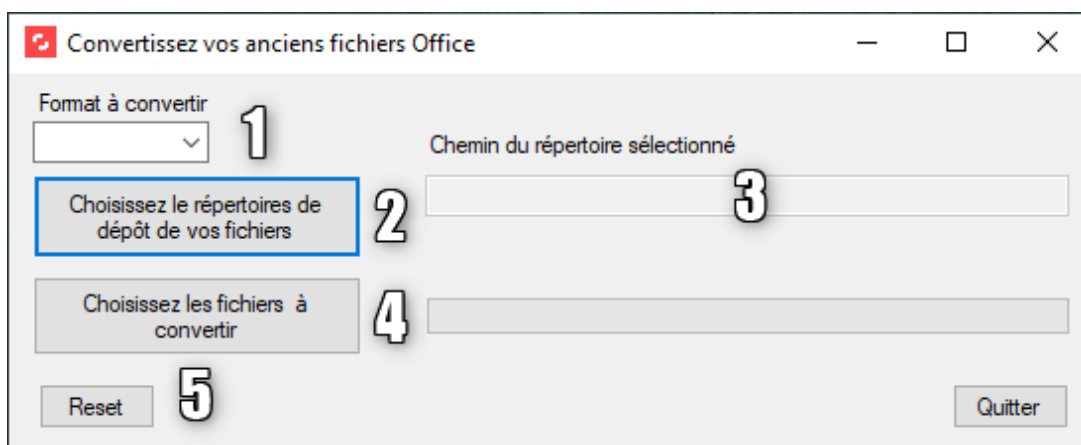 Convertissez vos anciens fichiers Office
Format à convertir
1
Chemin du répertoire sélectionné
Choisissez le répertoires de
dépôt de vos fichiers
2
3
Choisissez les fichiers à
convertir
4
Reset
5
Quitter